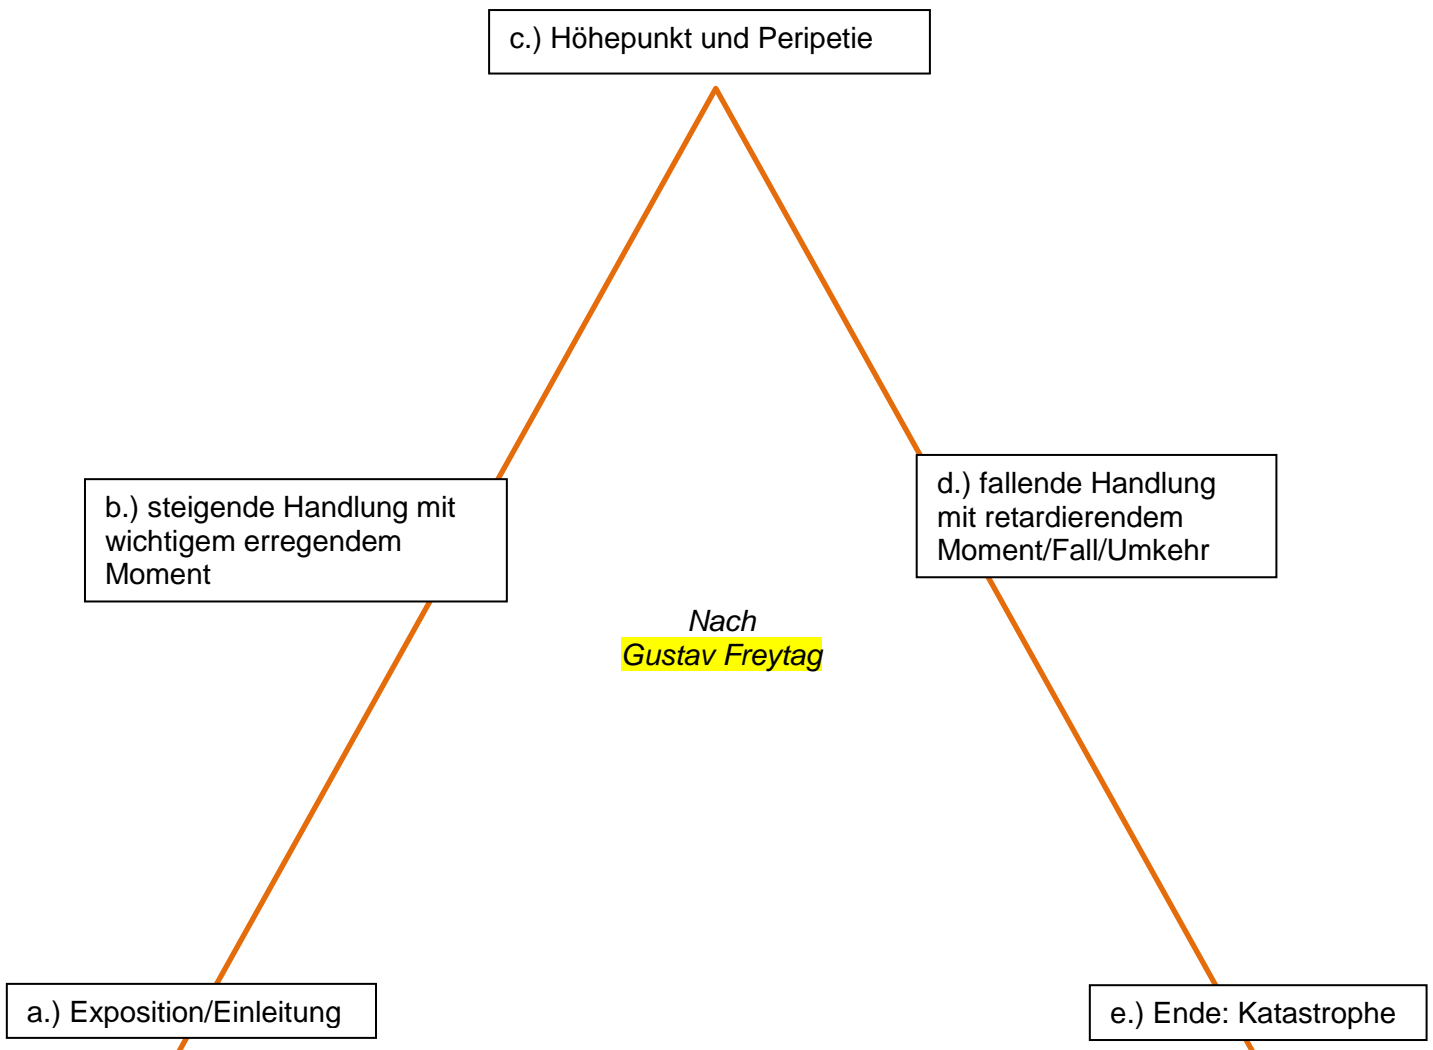 c.) Höhepunkt und Peripetie
b.) steigende Handlung mit
wichtigem erregendem
Moment
d.) fallende Handlung
mit retardierendem
Moment/Fall/Umkehr
Nach
Gustav Freytag
a.) Exposition/Einleitung
e.) Ende: Katastrophe